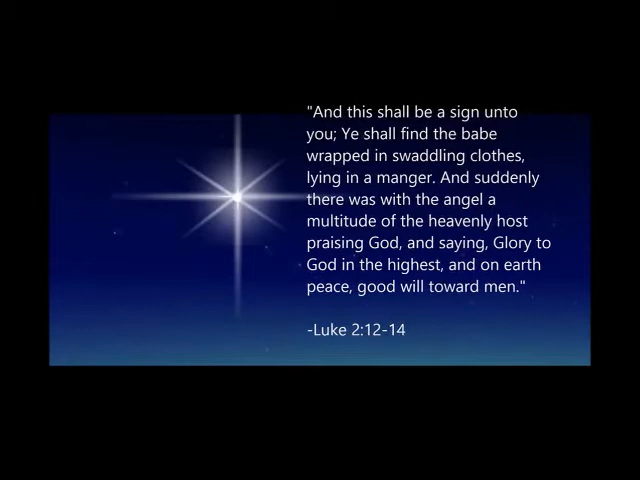 "And this shall be a sign unto
you; Ye shall find the babe
wrapped in swaddling clothes,
lying in a manger. And suddenly
there was with the angel a
multitude of the heavenly host
praising God, and saying, Glory to
God in the highest, and on earth
peace, good will toward men."
-Luke 2:12-14